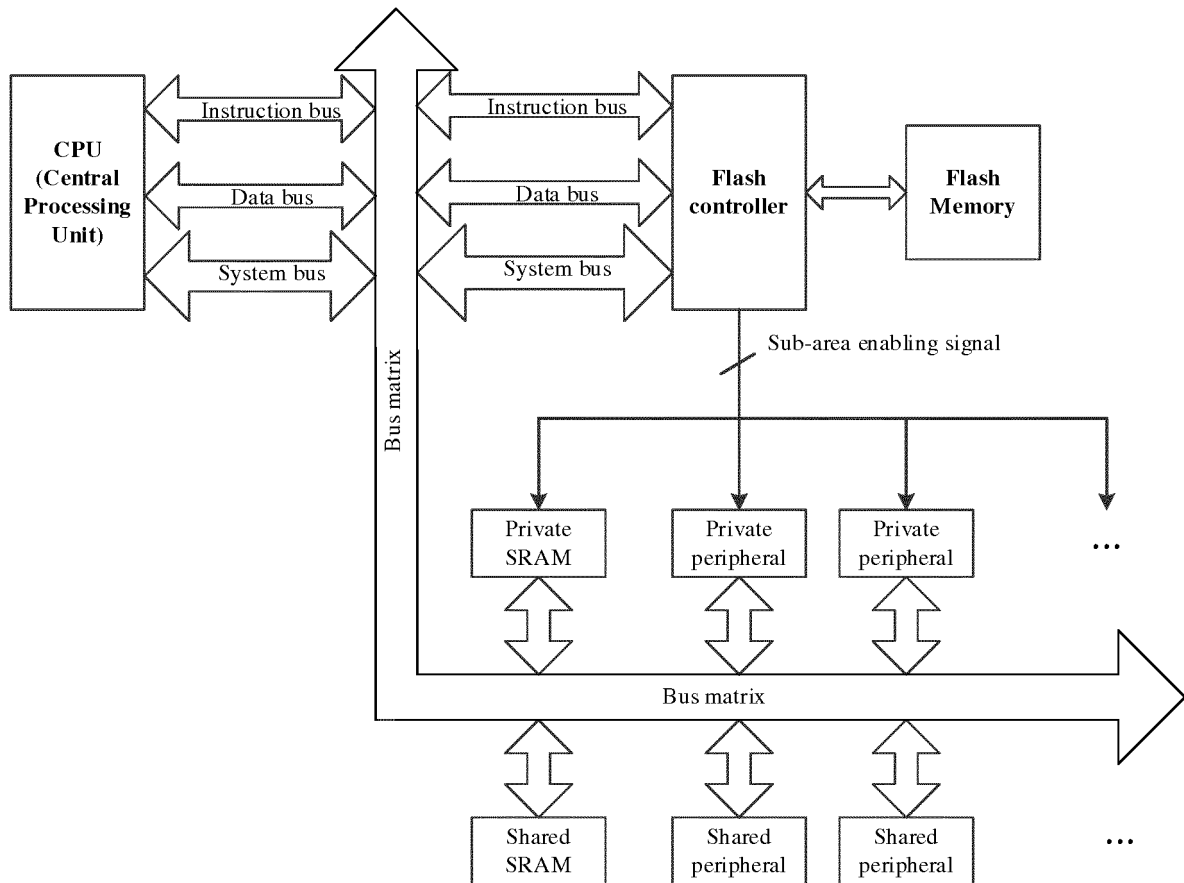 CPU
(Central
Processing
Unit)
Instruction bus
Data bus
System bus
Instruction bus
Data bus
System bus
Flash
controller
Flash
Memory
Sub-area enabling signal
Bus matrix
Private
SRAM
Private
peripheral
Private
peripheral
...
Bus matrix
Shared
SRAM
Shared
peripheral
Shared
peripheral
...